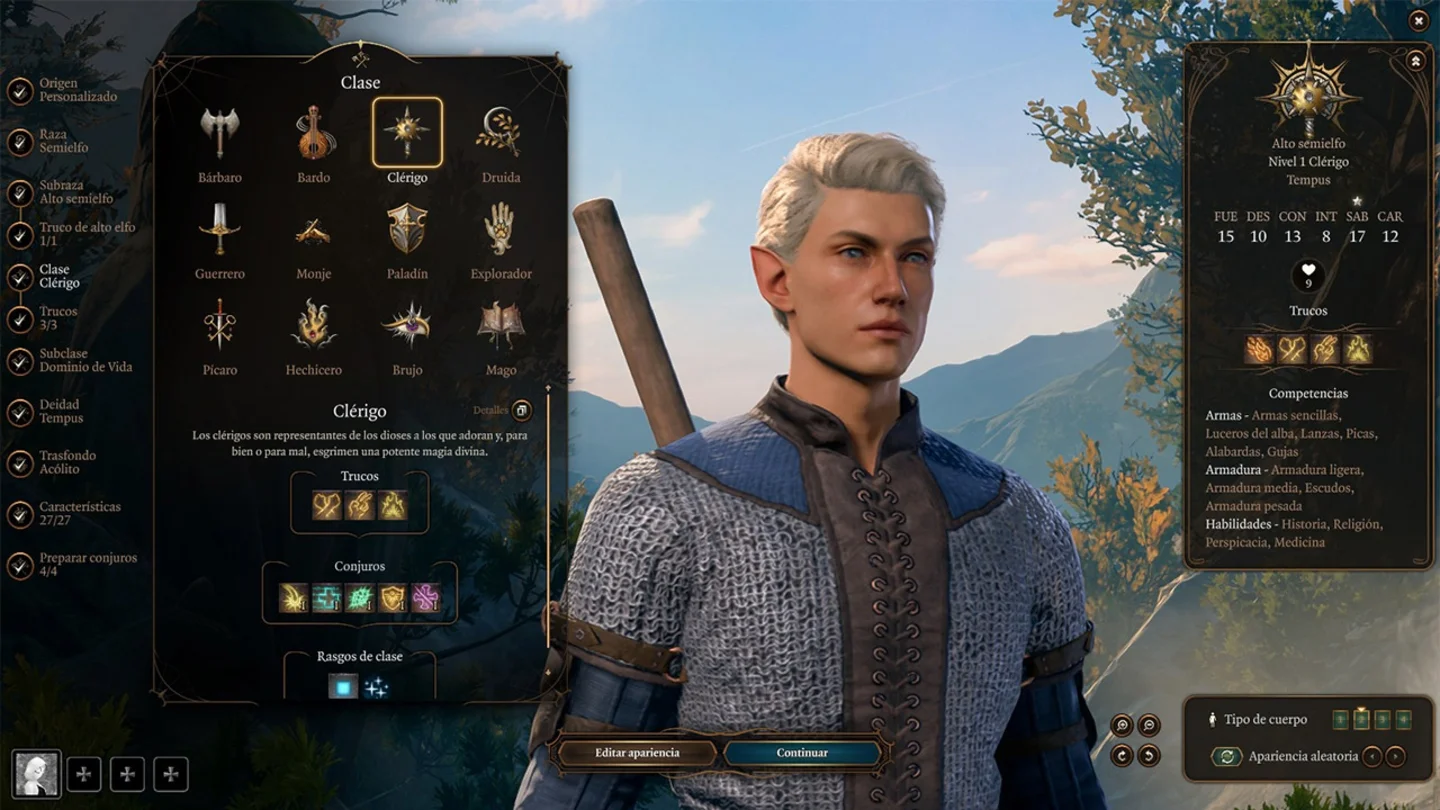 Origen
Personalizado
Raza
Semielfo
Subraza
Alto semielfo
Truco de alto elfo
1/1
Clase
Clérigo
Trucos
3/3
Subclase
Dominio de Vida
Deidad
Tempus
Trasfondo
Acólito
Características
27/27
Preparar conjuros
4/4
Clase
Bárbaro
Bardo
Clérigo
Druida
Guerrero
Monje
Paladín
Explorador
Pícaro
Hechicero
Brujo
Mago
Clérigo
Detalles
Los clérigos son representantes de los dioses a los que adoran y, para
bien o para mal, esgrimen una potente magia divina.
Trucos
Conjuros
Rasgos de clase
Editar apariencia
Continuar
Alto semielfo
Nivel 1 Clérigo
Tempus
FUE DES CON INT SAB CAR
15 10 13 8 17 12
9
Trucos
Competencias
Armas - Armas sencillas,
Luceros del alba, Lanzas, Picas,
Alabardas, Gujas
Armadura - Armadura ligera,
Armadura media, Escudos,
Armadura pesada
Habilidades - Historia, Religión,
Perspicacia, Medicina
Tipo de cuerpo
Apariencia aleatoria